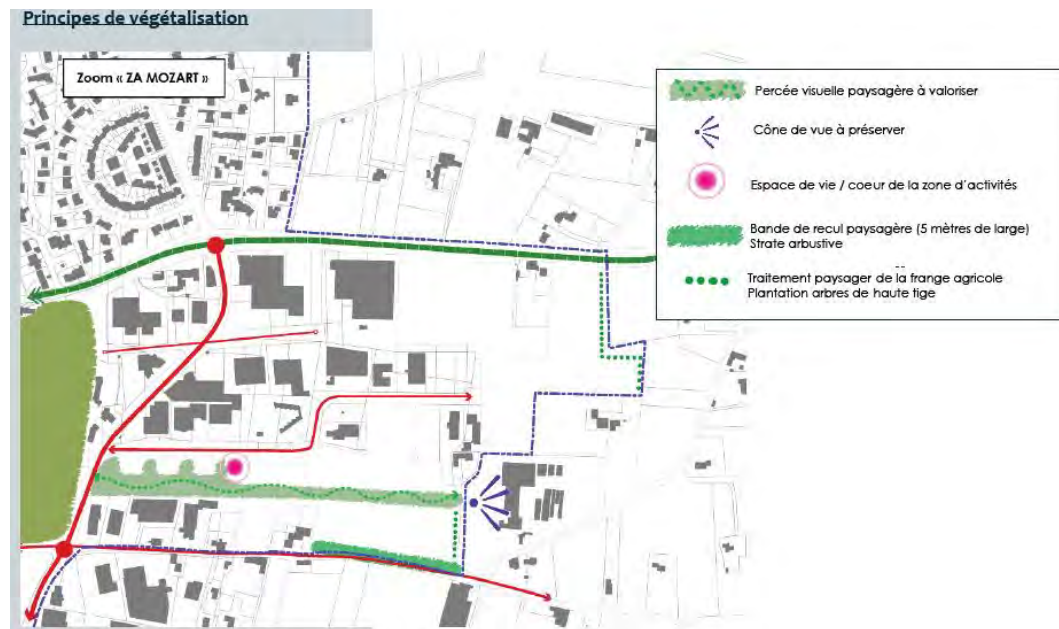 Principes de végétalisation
Zoom « ZA MOZART »
Percée visuelle paysagère à valoriser
Cône de vue à préserver
Espace de vie / coeur de la zone d'activités
Bande de recul paysagère (5 mètres de large)
Strate arbustive
Traitement paysager de la frange agricole
Plantation arbres de haute tige